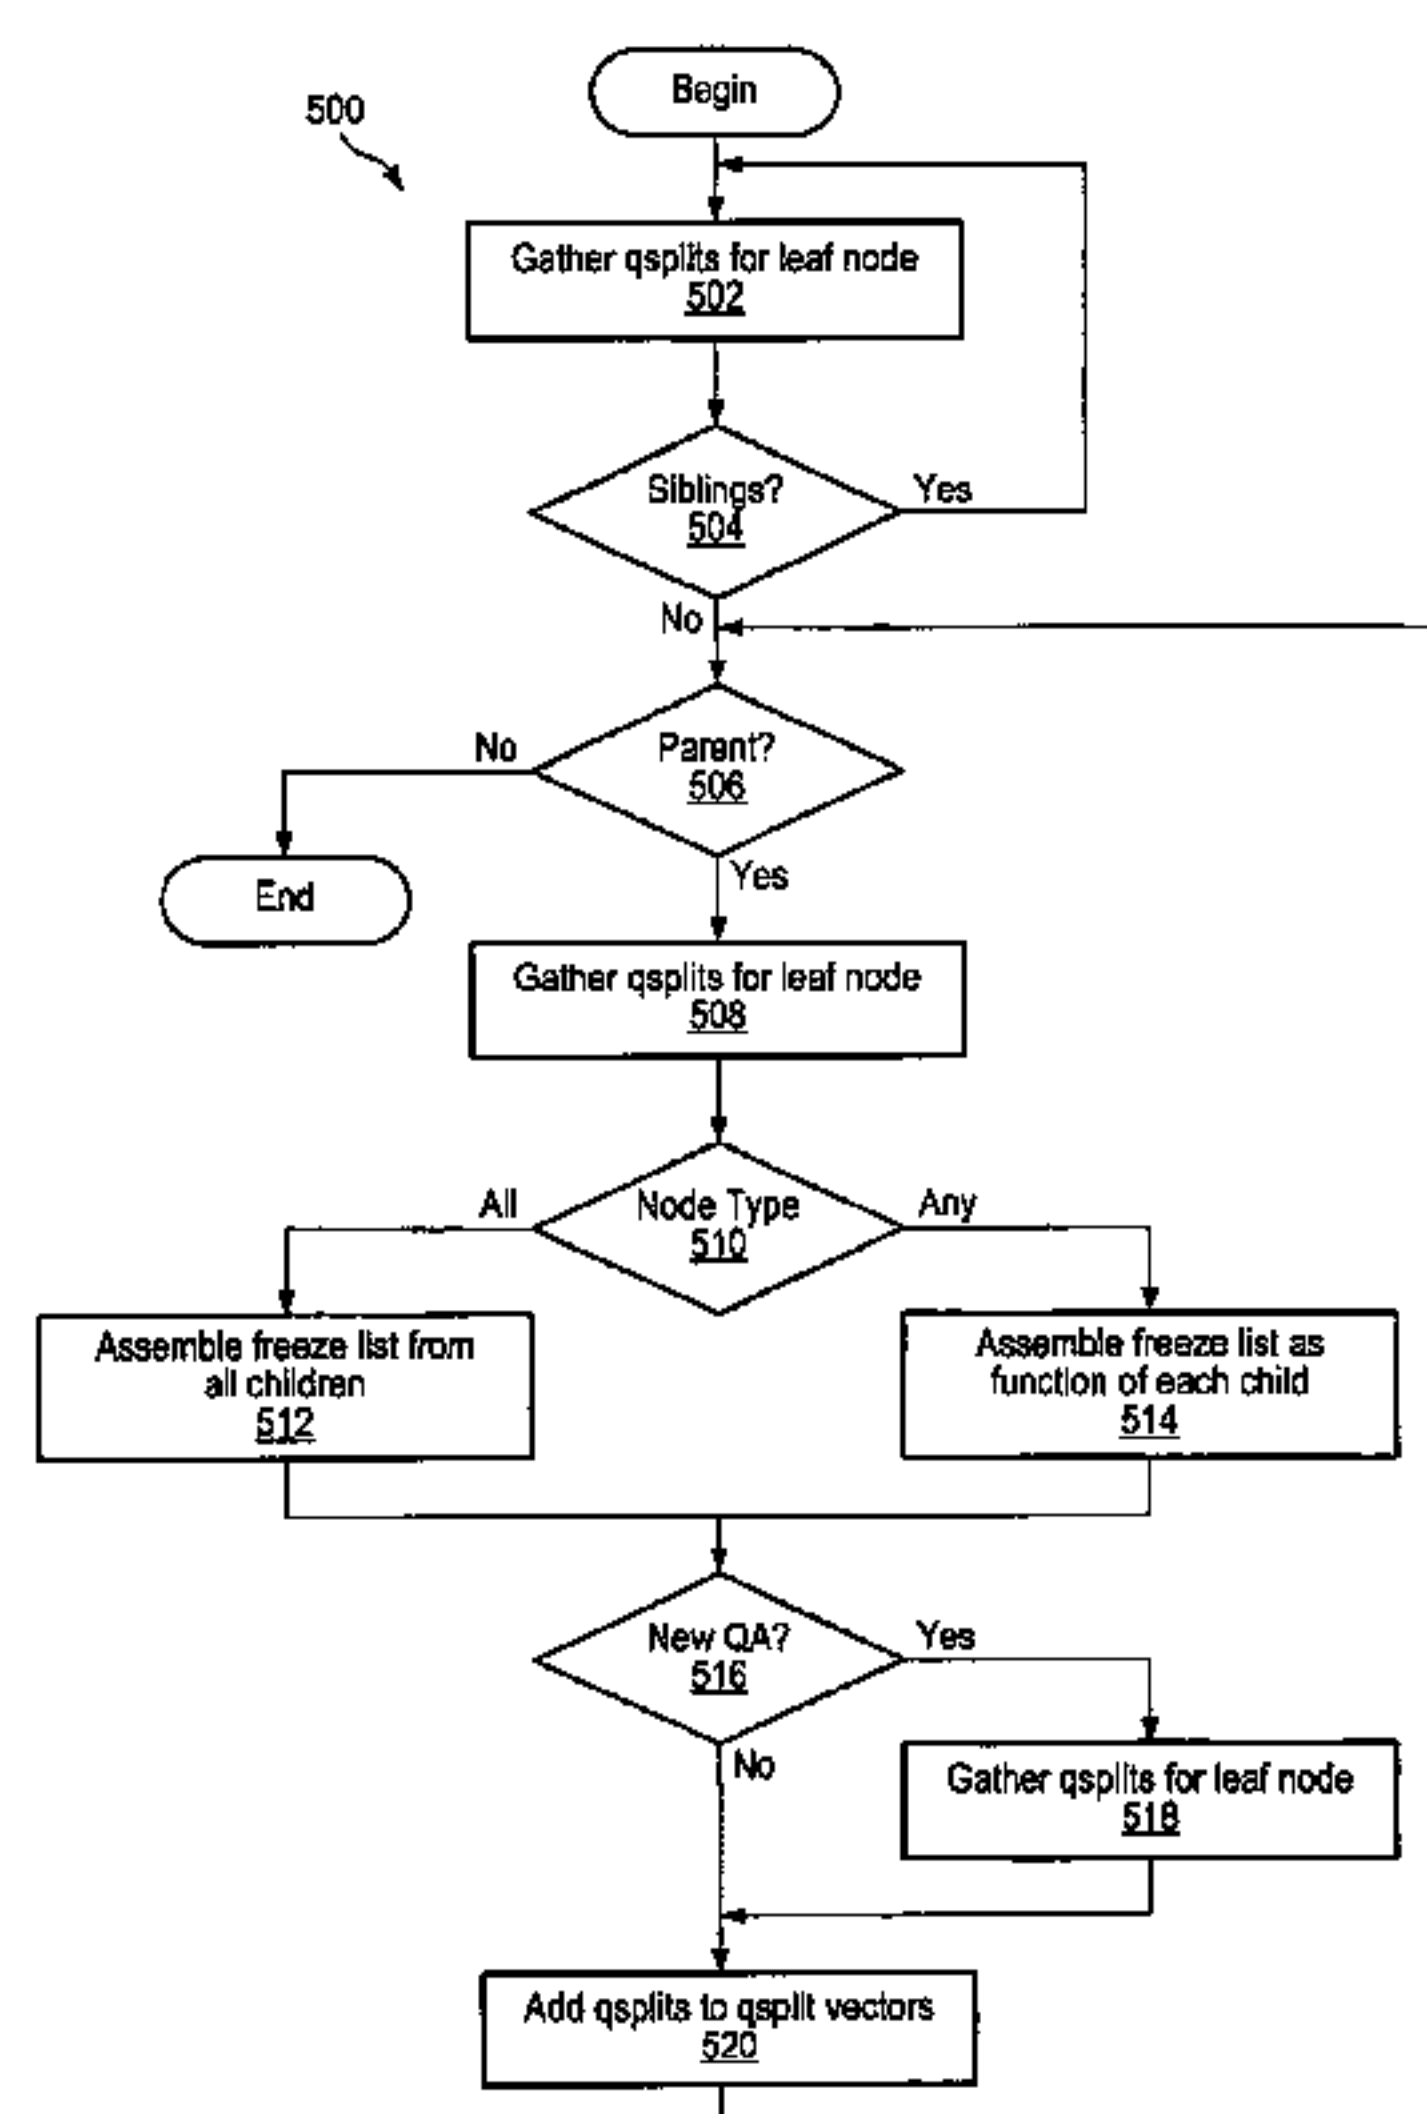 Begin
500
Gather qsplits for leaf node
502
Siblings?
504
Yes
No
Parent?
506
No
Yes
End
Gather qsplits for leaf node
508
Node Type
510
All
Any
Assemble freeze list from
all children
512
Assemble freeze list as
function of each child
514
New QA?
516
Yes
No
Gather qsplits for leaf node
518
Add qsplits to qsplit vectors
520